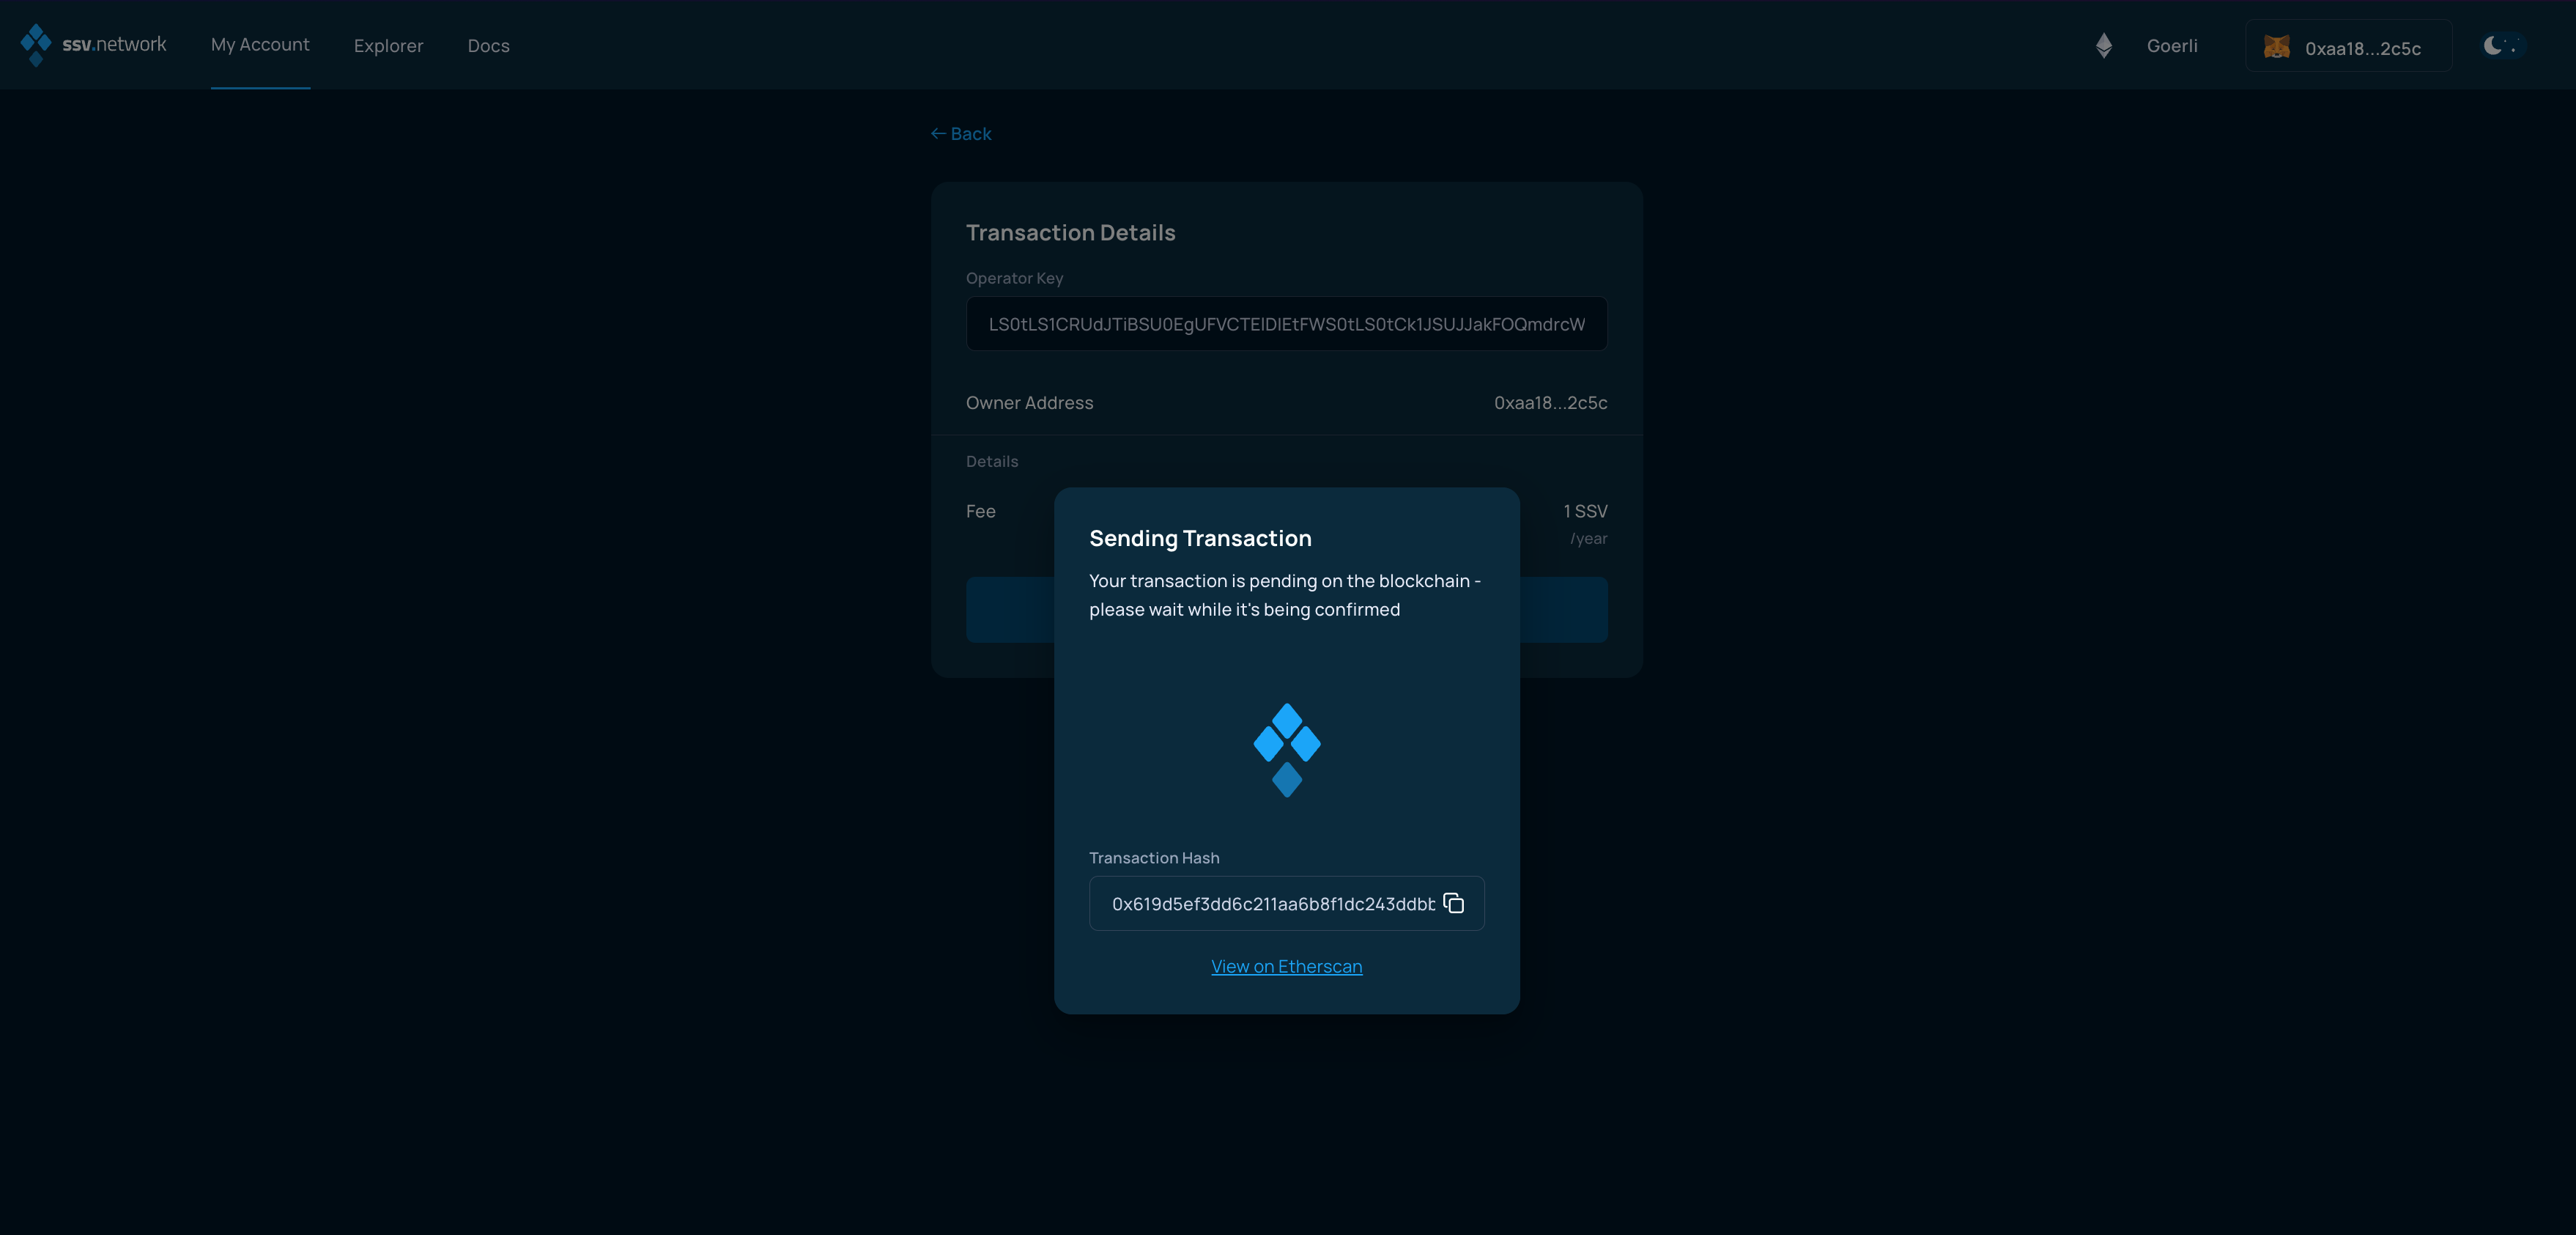 ssv.network
My Account
Explorer
Docs
Goerli
0xaa18...2c5c
← Back
Transaction Details
Operator Key
LS0tLS1CRUdJTiBSU0EgUFVCTElDIEtFWS0tLS0tCk1JSUJJakFOQmdrcW
Owner Address
0xaa18...2c5c
Details
Fee
1 SSV
/year
Sending Transaction
Your transaction is pending on the blockchain -
please wait while it's being confirmed
Transaction Hash
0x619d5ef3dd6c211aa6b8f1dc243ddbb
View on Etherscan